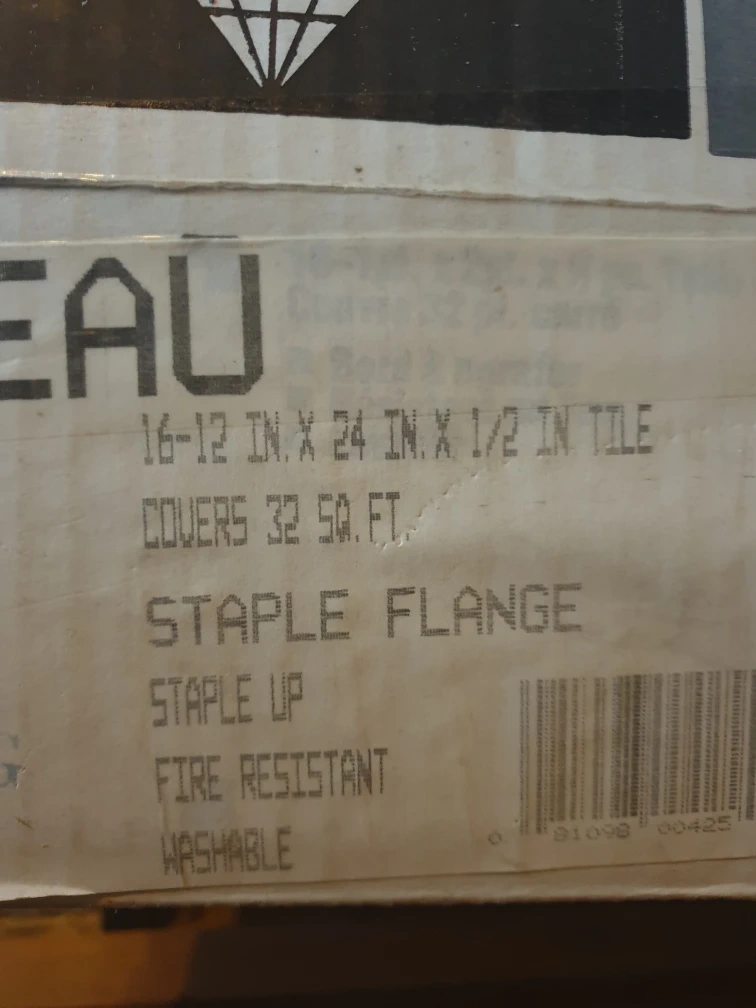 EAU
16-12 IN. X 24 IN. X 1/2 IN TILE
COVERS 32 SQ. FT.
STAPLE FLANGE
STAPLE UP
FIRE RESISTANT
WASHABLE
G
0 81098 00425